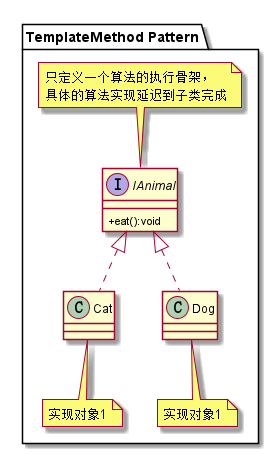 TemplateMethod Pattern
只定义一个算法的执行骨架，
具体的算法实现延迟到子类完成
I IAnimal
+eat():void
C Cat
C Dog
实现对象1
实现对象1